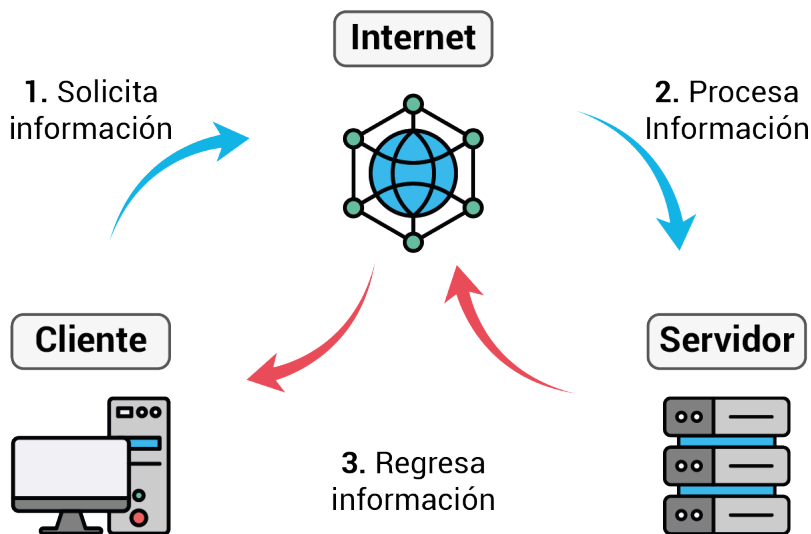 Internet
1. Solicita
información
2. Procesa
Información
Cliente
Servidor
3. Regresa
información